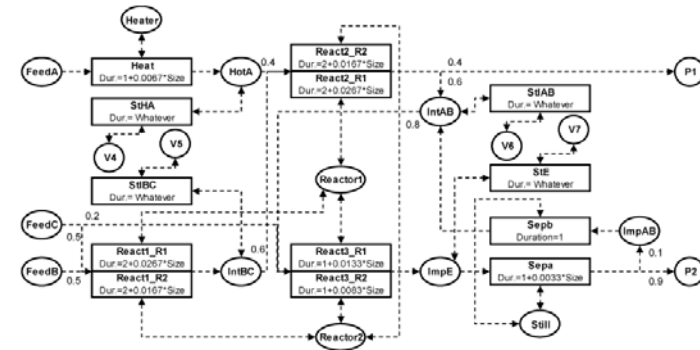 Heater
FeedA
Heat
Dur.=1+0.0067*Size
HotA
0.4
React2_R2
Dur.=2+0.0167*Size
React2_R1
Dur.=2+0.0267*Size
0.4
0.6
P1
StHA
Dur.= Whatever
IntAB
StIAB
Dur.= Whatever
V4
V5
0.8
V6
V7
StIBC
Dur.= Whatever
Reactor1
StE
Dur.= Whatever
FeedC
0.2
0.5
Sepb
Duration=1
ImpAB
FeedB
0.5
React1_R1
Dur.=2+0.0267*Size
React1_R2
Dur.=2+0.0167*Size
IntBC
0.6
React3_R1
Dur.=1+0.0133*Size
React3_R2
Dur.=1+0.0083*Size
ImpE
Sepa
Dur.=1+0.0033*Size
0.1
0.9
P2
Reactor2
Still